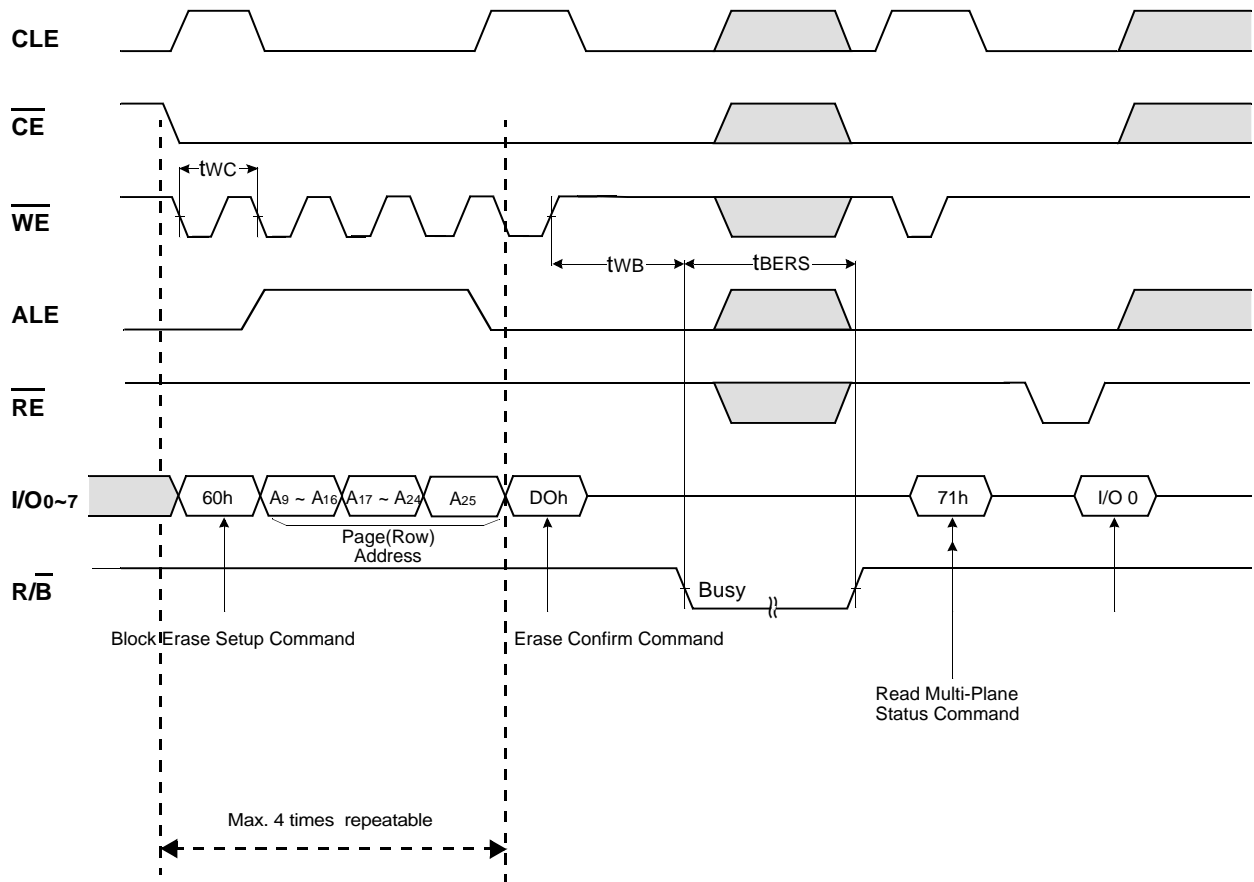 CLE
CE
tWC
WE
tWB
tBERS
ALE
RE
I/O0~7
60h
A9 ~ A16
A17 ~ A24
A25
DOh
71h
I/O 0
Page(Row)
Address
R/B
Busy
Block Erase Setup Command
Erase Confirm Command
Read Multi-Plane
Status Command
Max. 4 times repeatable